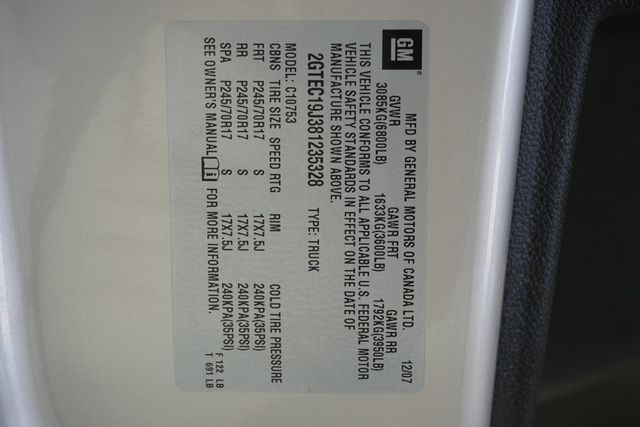 GM ®
MFD BY GENERAL MOTORS OF CANADA LTD. 12/07
GVWR GAWR FRT GAWR RR
3085KG(6800LB) 1633KG(3600LB) 1792KG(3950LB)
THIS VEHICLE CONFORMS TO ALL APPLICABLE U.S. FEDERAL MOTOR
VEHICLE SAFETY STANDARDS IN EFFECT ON THE DATE OF
MANUFACTURE SHOWN ABOVE.
2GTEC19J381235328 TYPE: TRUCK
MODEL: C10753
CBNS TIRE SIZE SPEED RTG RIM COLD TIRE PRESSURE
FRT P245/70R17 S 17X7.5J 240KPA(35PSI)
RR P245/70R17 S 17X7.5J 240KPA(35PSI)
SPA P245/70R17 S 17X7.5J 240KPA(35PSI)
SEE OWNER'S MANUAL i FOR MORE INFORMATION.
F 122 LB
T 691 LB